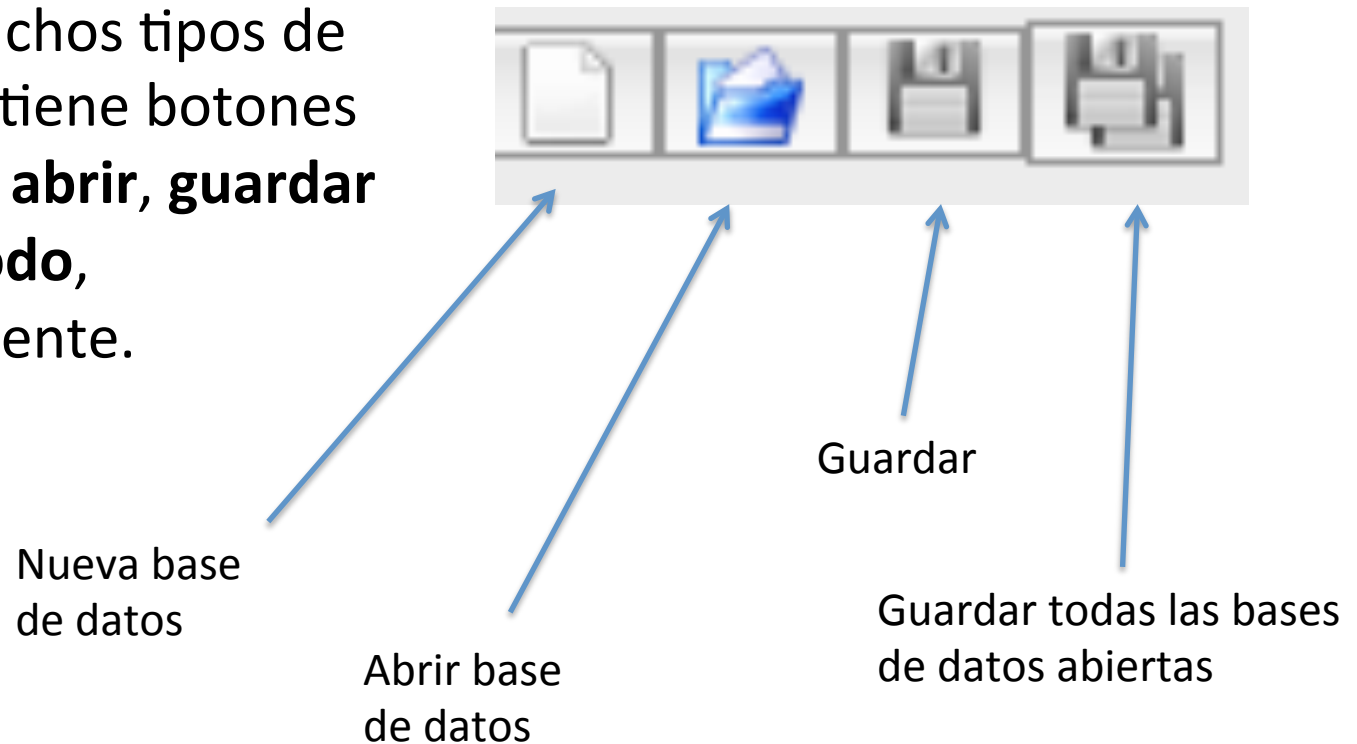 chos tipos de
tiene botones
abrir, guardar
odo,
ente.
Guardar
Nueva base
de datos
Guardar todas las bases
de datos abiertas
Abrir base
de datos